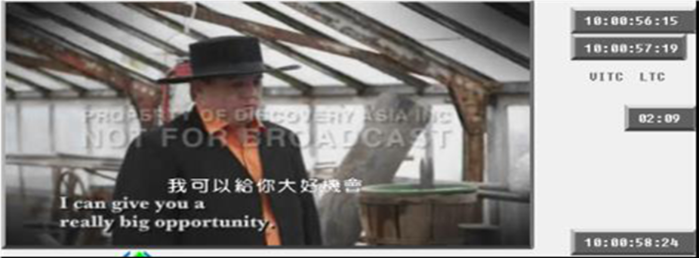 10:00:56:15
10:00:57:19
VITC LTC
02:09
PROPERTY OF DISCOVERY ASIA INC
NOT FOR BROADCAST
我可以給你大好機會
I can give you a
really big opportunity.
10:00:58:24